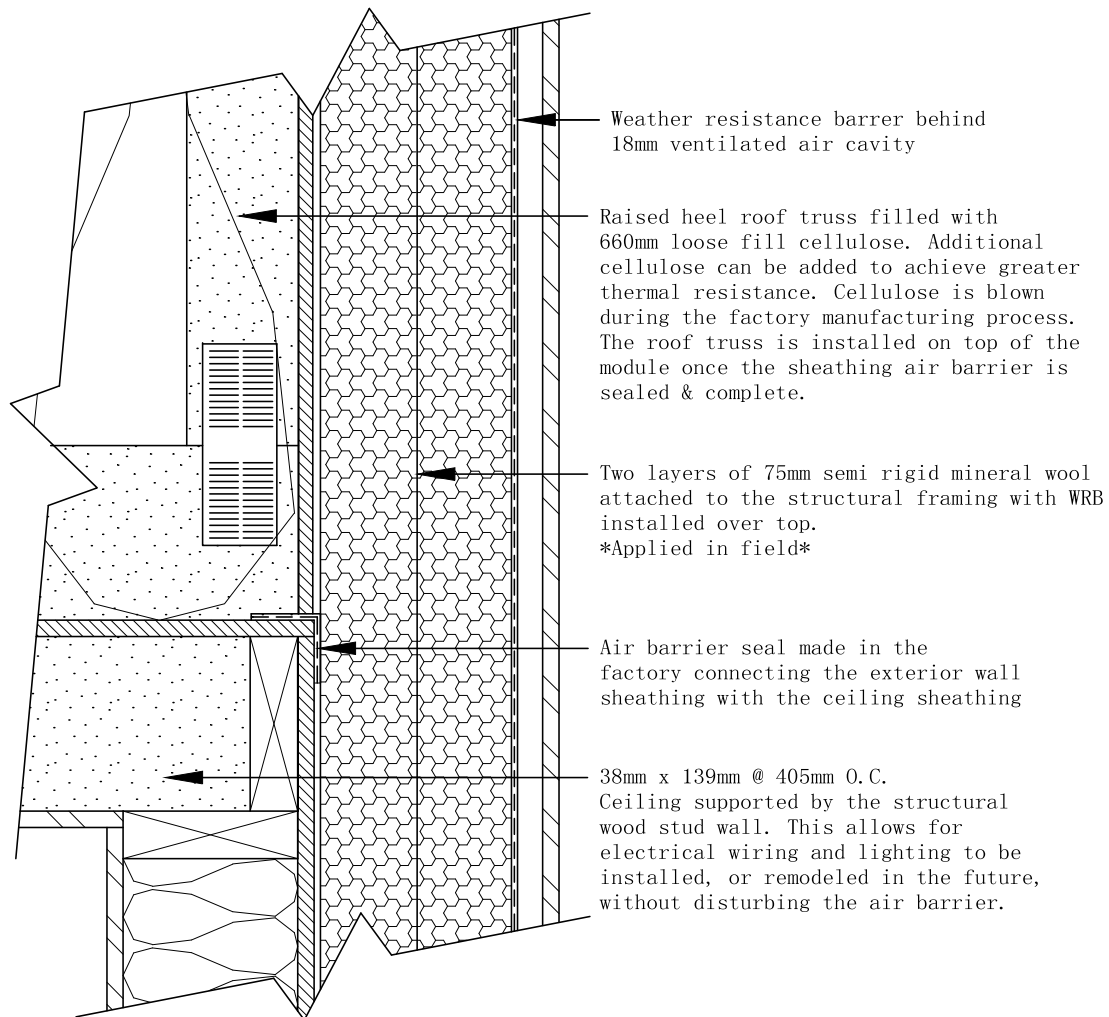 Weather resistance barrer behind
18mm ventilated air cavity
Raised heel roof truss filled with
660mm loose fill cellulose. Additional
cellulose can be added to achieve greater
thermal resistance. Cellulose is blown
during the factory manufacturing process.
The roof truss is installed on top of the
module once the sheathing air barrier is
sealed & complete.
Two layers of 75mm semi rigid mineral wool
attached to the structural framing with WRB
installed over top.
*Applied in field*
Air barrier seal made in the
factory connecting the exterior wall
sheathing with the ceiling sheathing
38mm x 139mm @ 405mm O.C.
Ceiling supported by the structural
wood stud wall. This allows for
electrical wiring and lighting to be
installed, or remodeled in the future,
without disturbing the air barrier.